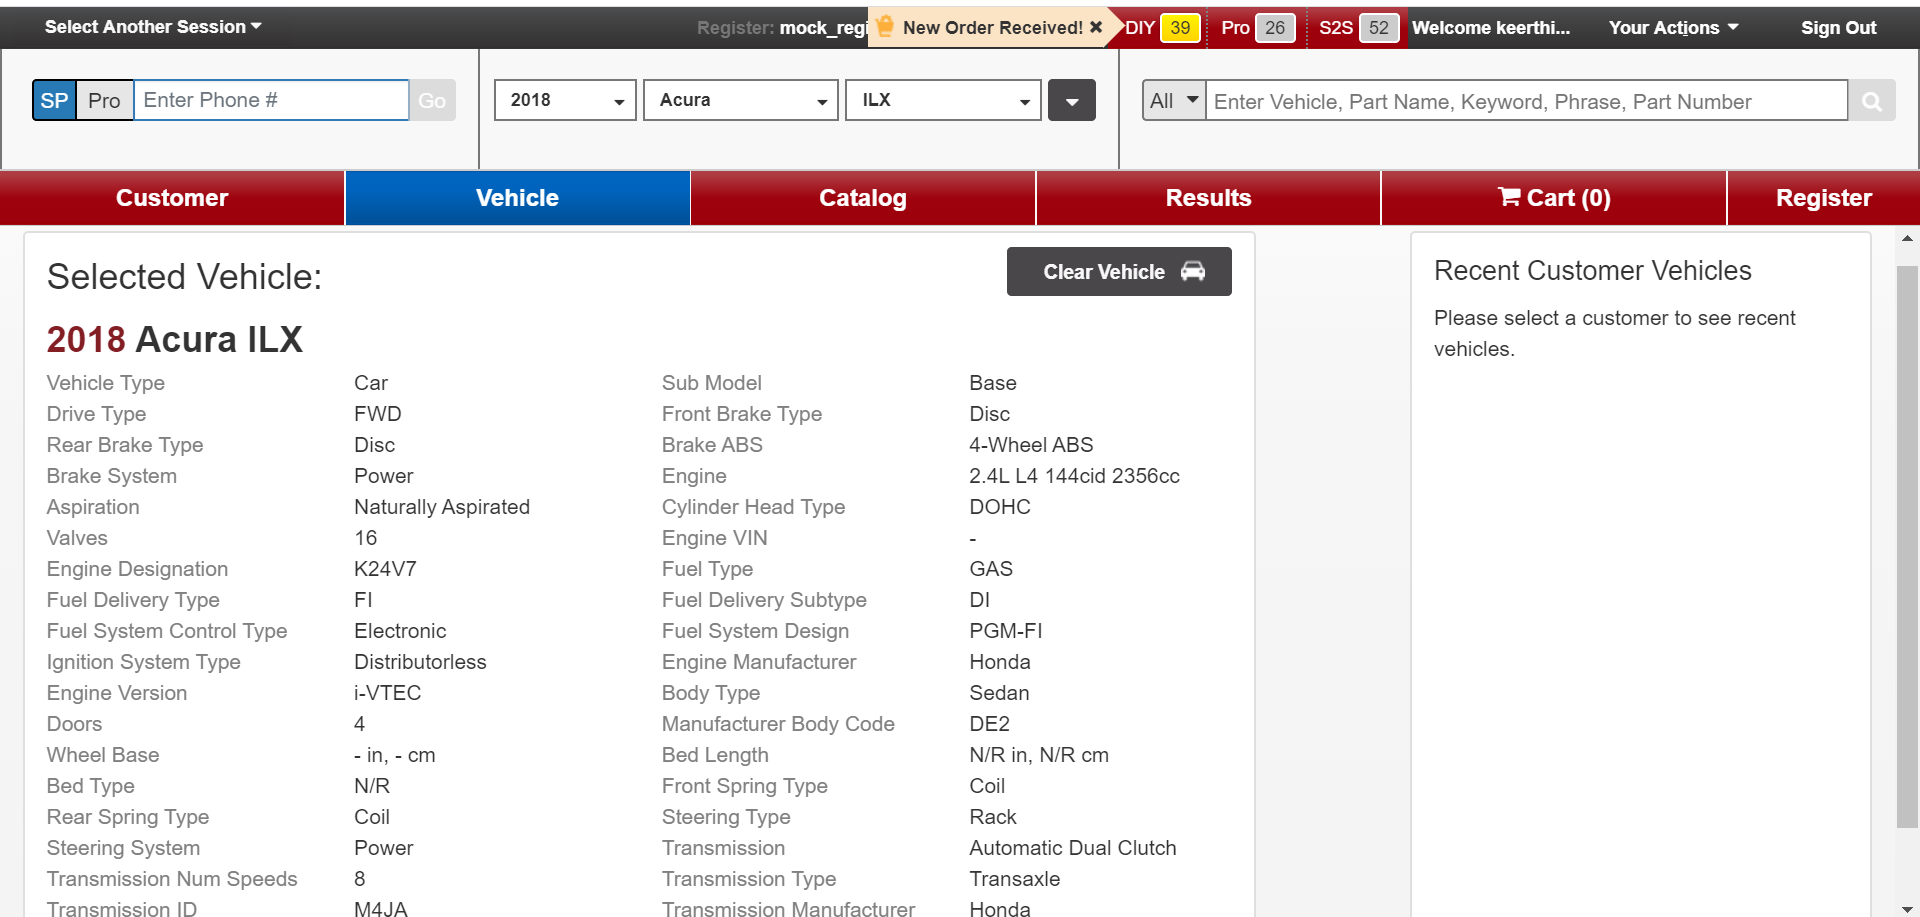 Select Another Session
Register: mock_regi
New Order Received! ✖
DIY 39
Pro 26
S2S 52
Welcome keerthi...
Your Actions
Sign Out
SP Pro Enter Phone # Go
2018 Acura ILX
All Enter Vehicle, Part Name, Keyword, Phrase, Part Number
Customer Vehicle Catalog Results Cart (0) Register
Selected Vehicle:
Clear Vehicle
2018 Acura ILX
Vehicle Type Car Sub Model Base
Drive Type FWD Front Brake Type Disc
Rear Brake Type Disc Brake ABS 4-Wheel ABS
Brake System Power Engine 2.4L L4 144cid 2356cc
Aspiration Naturally Aspirated Cylinder Head Type DOHC
Valves 16 Engine VIN -
Engine Designation K24V7 Fuel Type GAS
Fuel Delivery Type FI Fuel Delivery Subtype DI
Fuel System Control Type Electronic Fuel System Design PGM-FI
Ignition System Type Distributorless Engine Manufacturer Honda
Engine Version i-VTEC Body Type Sedan
Doors 4 Manufacturer Body Code DE2
Wheel Base - in, - cm Bed Length N/R in, N/R cm
Bed Type N/R Front Spring Type Coil
Rear Spring Type Coil Steering Type Rack
Steering System Power Transmission Automatic Dual Clutch
Transmission Num Speeds 8 Transmission Type Transaxle
Transmission ID M4JA Transmission Manufacturer Honda
Recent Customer Vehicles
Please select a customer to see recent
vehicles.